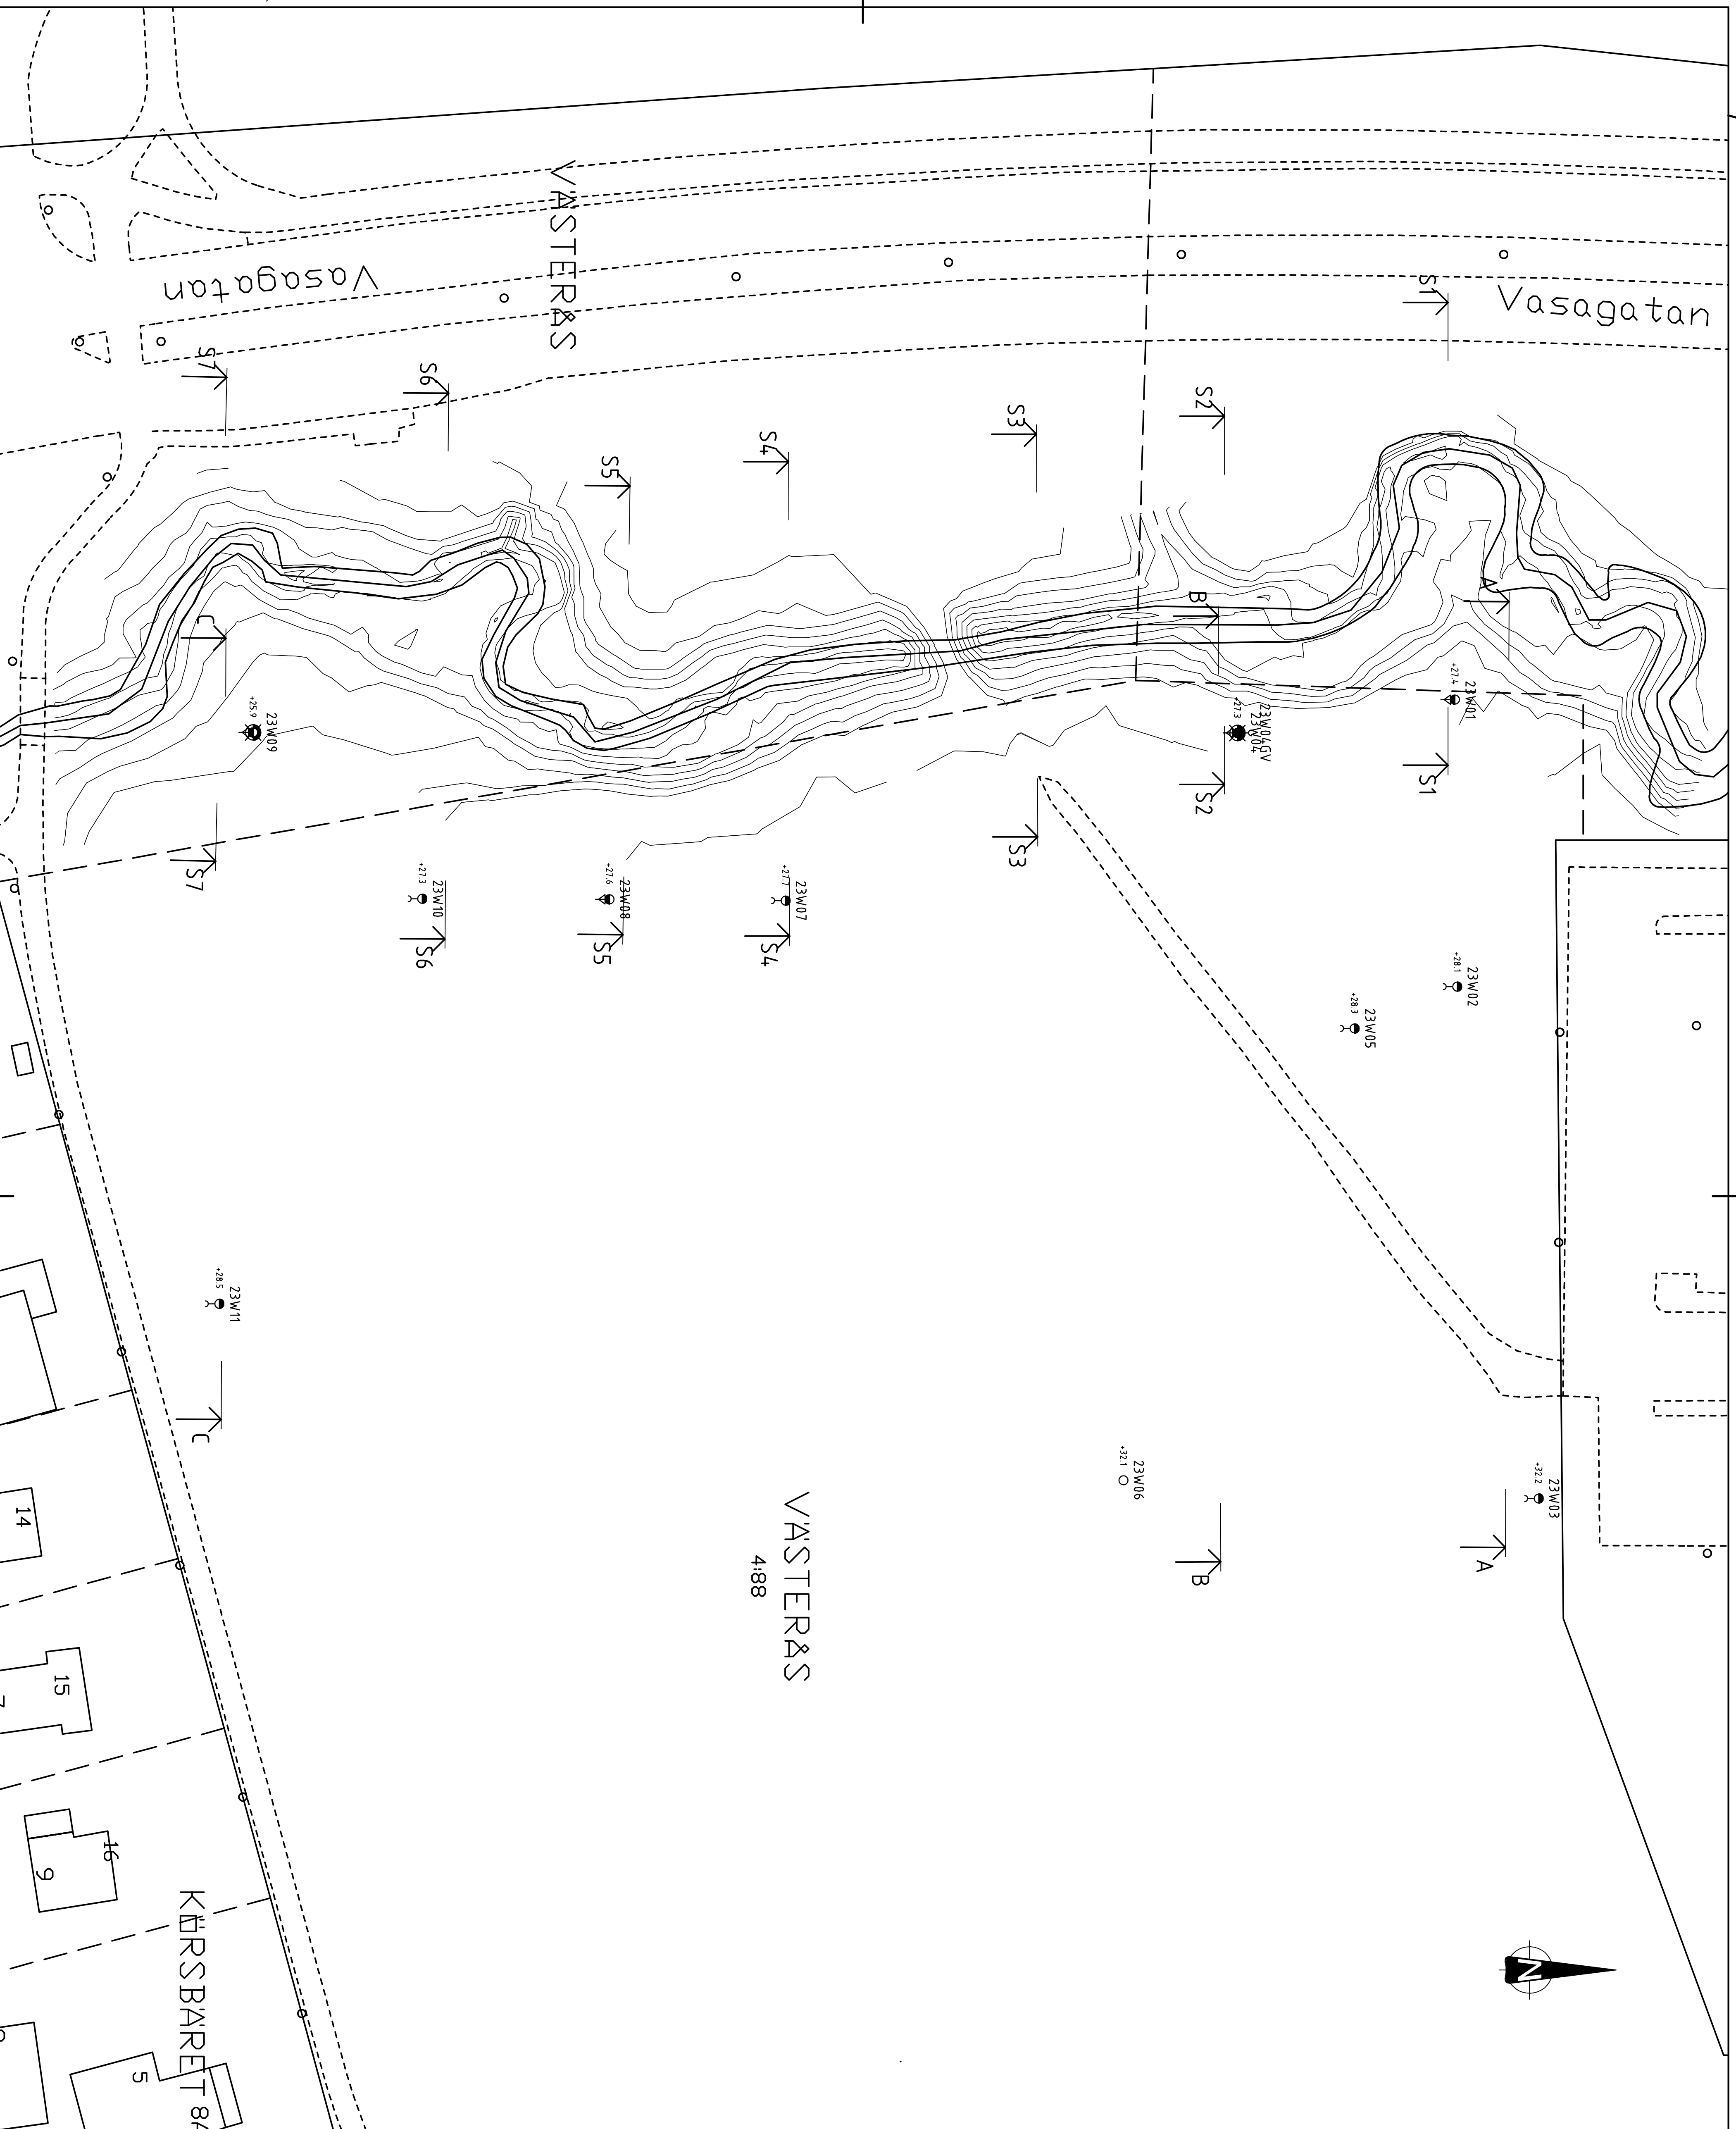 VÄSTERÅS
Vasagatan
Vasagatan
S1
S2
S3
S4
S5
S6
S7
A
B
C
+27.4
23W01
+27.3
23W04GV
23W04
+25.9
23W09
S1
S2
S3
S4
S5
S6
S7
+27.3
23W10
+27.6
23W08
+27.7
23W07
+28.1
23W02
+28.3
23W05
+28.5
23W11
C
+32.1
23W06
+32.2
23W03
A
B
VÄSTERÅS
4:88
14
15
16
9
5
KÖRSBÄRET
N